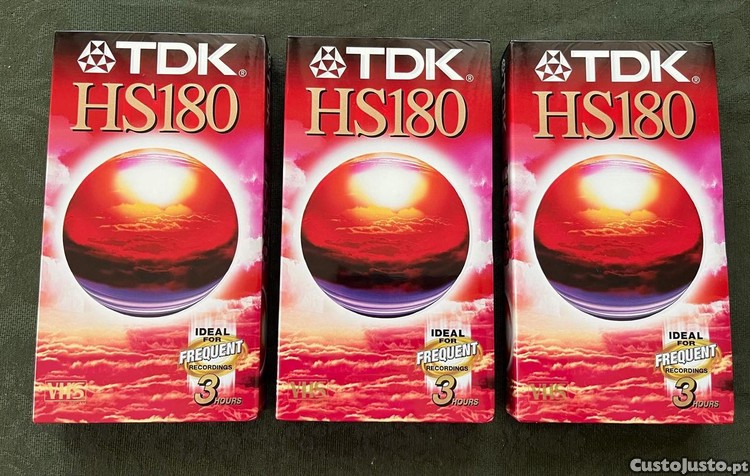 TDK®
HS180
IDEAL
FOR
FREQUENT
RECORDINGS
3
HOURS
VHS
TDK®
HS180
IDEAL
FOR
FREQUENT
RECORDINGS
3
HOURS
VHS
TDK®
HS180
IDEAL
FOR
FREQUENT
RECORDINGS
3
HOURS
VHS
CustoJusto.pt